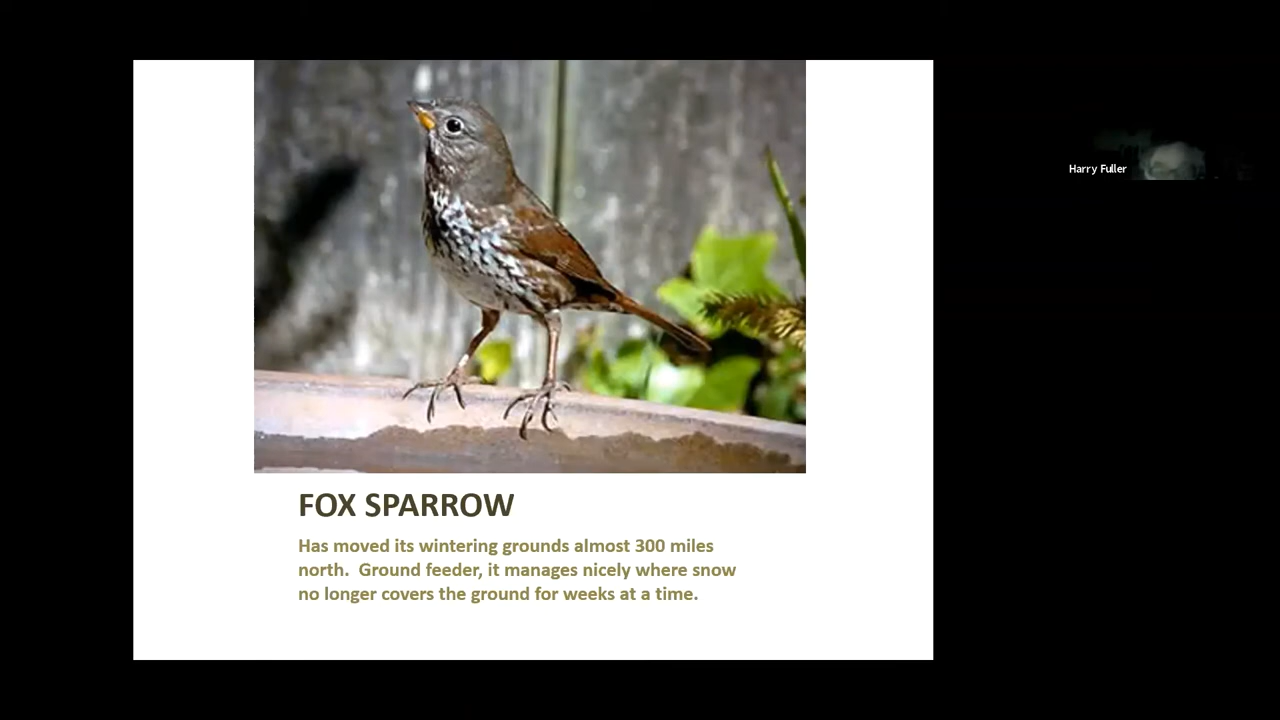 FOX SPARROW
Has moved its wintering grounds almost 300 miles
north.  Ground feeder, it manages nicely where snow
no longer covers the ground for weeks at a time.
Harry Fuller